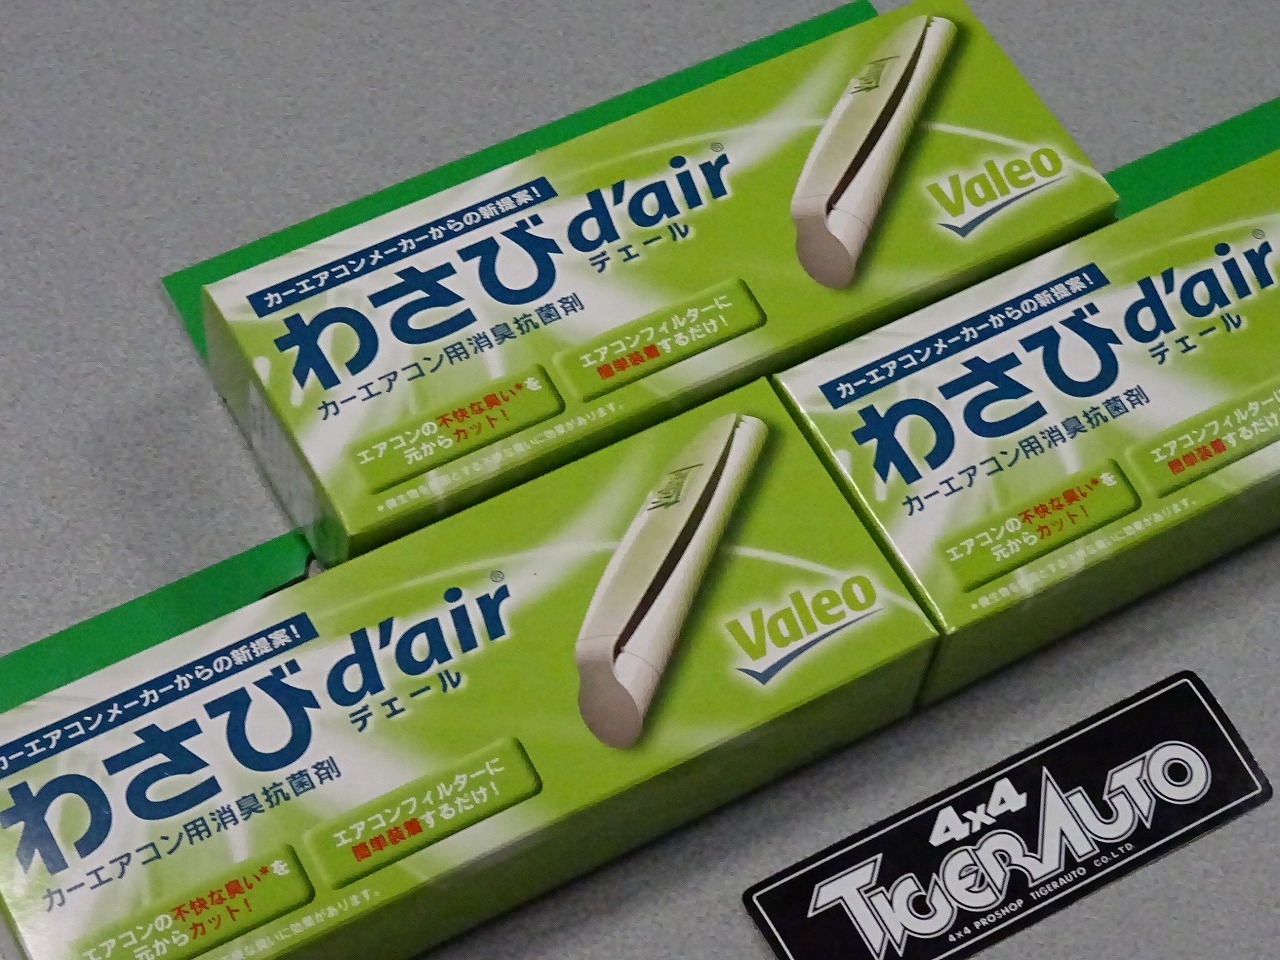 カーエアコンメーカーからの新提案!
わさび d'air®
デェール
カーエアコン用消臭抗菌剤
エアコンの不快な臭い*を
元からカット!
エアコンフィルターに
簡単装着するだけ!
Valeo
カーエアコンメーカーからの新提案!
わさび d'air®
デェール
カーエアコン用消臭抗菌剤
エアコンの不快な臭い*を
元からカット!
エアコンフィルターに
簡単装着するだけ!
カーエアコンメーカーからの新提案!
わさび d'air®
デェール
カーエアコン用消臭抗菌剤
エアコンの不快な臭い*を
元からカット!
エアコンフィルターに
簡単装着するだけ!
Valeo
4x4
TIGERAUTO
4x4 PROSHOP TIGERAUTO CO.LTD.